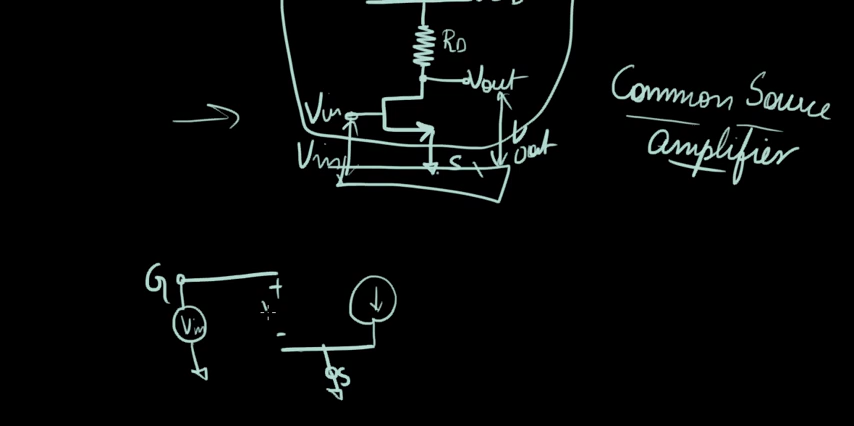 RD
Vout
Vin
Vin
Vout
S
Common Source
Amplifier
G
+
Vin
-
S